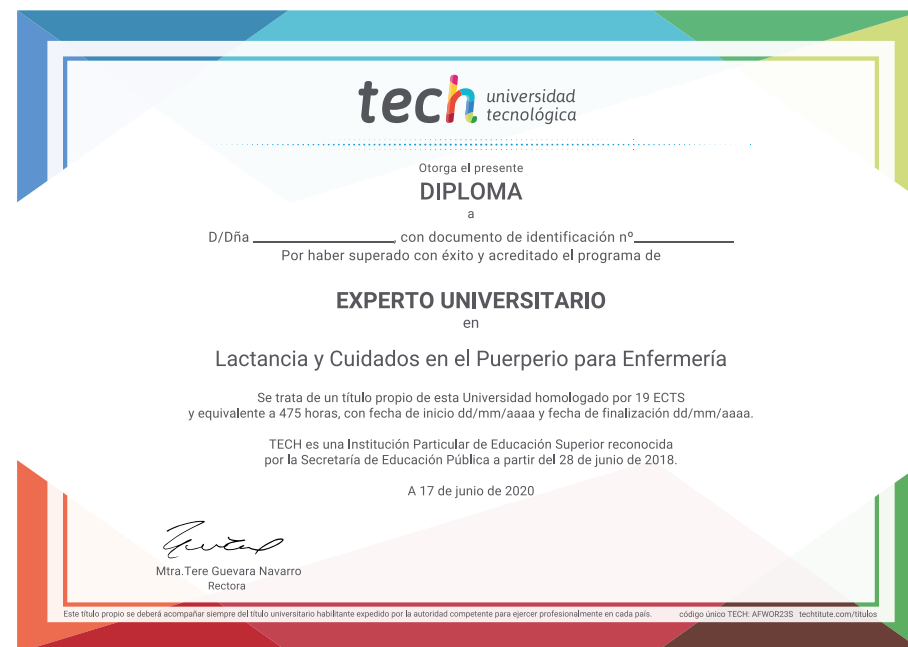 tech universidad
tecnológica
Otorga el presente
DIPLOMA
a
D/Dña ____________, con documento de identificación nº__________
Por haber superado con éxito y acreditado el programa de
EXPERTO UNIVERSITARIO
en
Lactancia y Cuidados en el Puerperio para Enfermería
Se trata de un título propio de esta Universidad homologado por 19 ECTS
y equivalente a 475 horas, con fecha de inicio dd/mm/aaaa y fecha de finalización dd/mm/aaaa.
TECH es una Institución Particular de Educación Superior reconocida
por la Secretaría de Educación Pública a partir del 28 de junio de 2018.
A 17 de junio de 2020
Mtra.Tere Guevara Navarro
Rectora
Este título propio se deberá acompañar siempre del título universitario habilitante expedido por la autoridad competente para ejercer profesionalmente en cada país. código único TECH: AFWOR23S techtitute.com/titulos